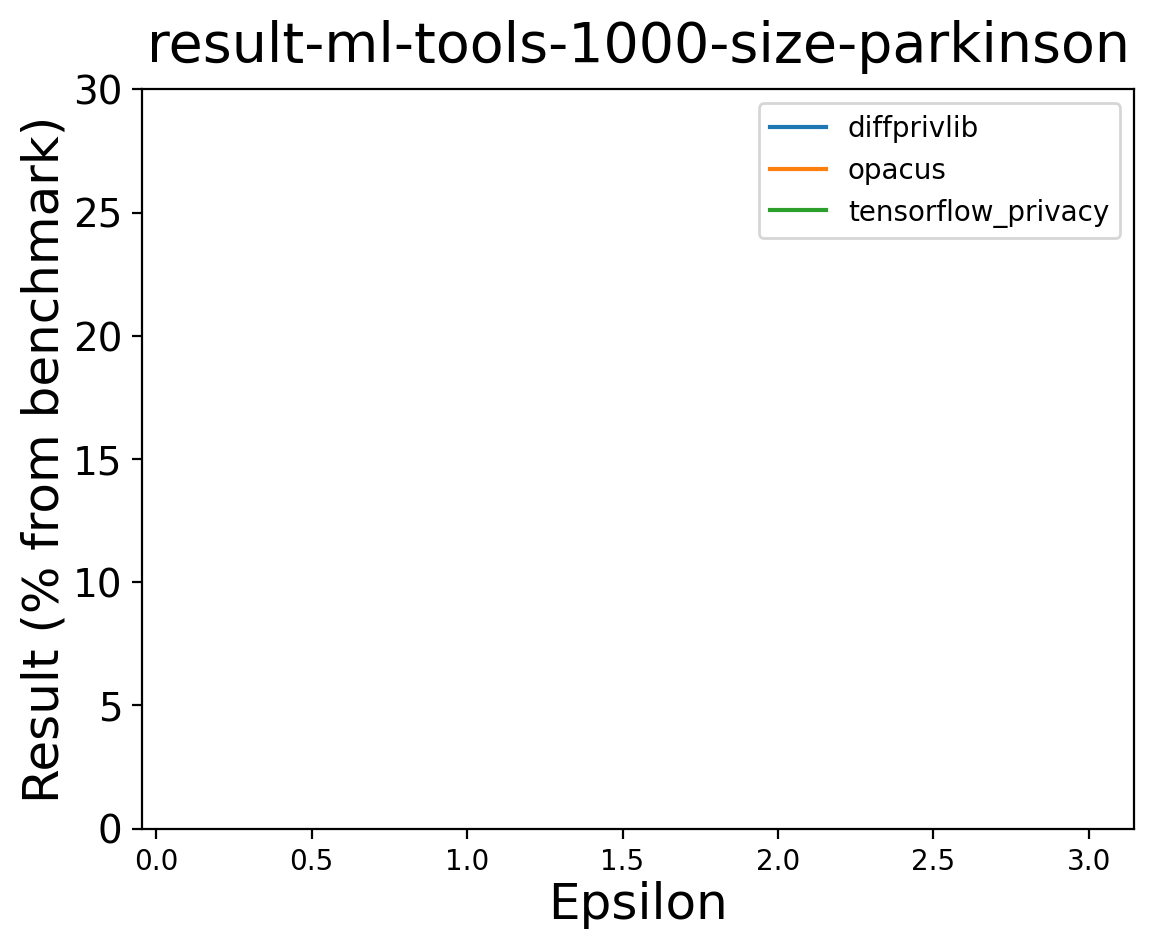 result-ml-tools-1000-size-parkinson
Result (% from benchmark)
30
25
20
15
10
5
0
diffprivlib
opacus
tensorflow_privacy
0.0 0.5 1.0 1.5 2.0 2.5 3.0
Epsilon